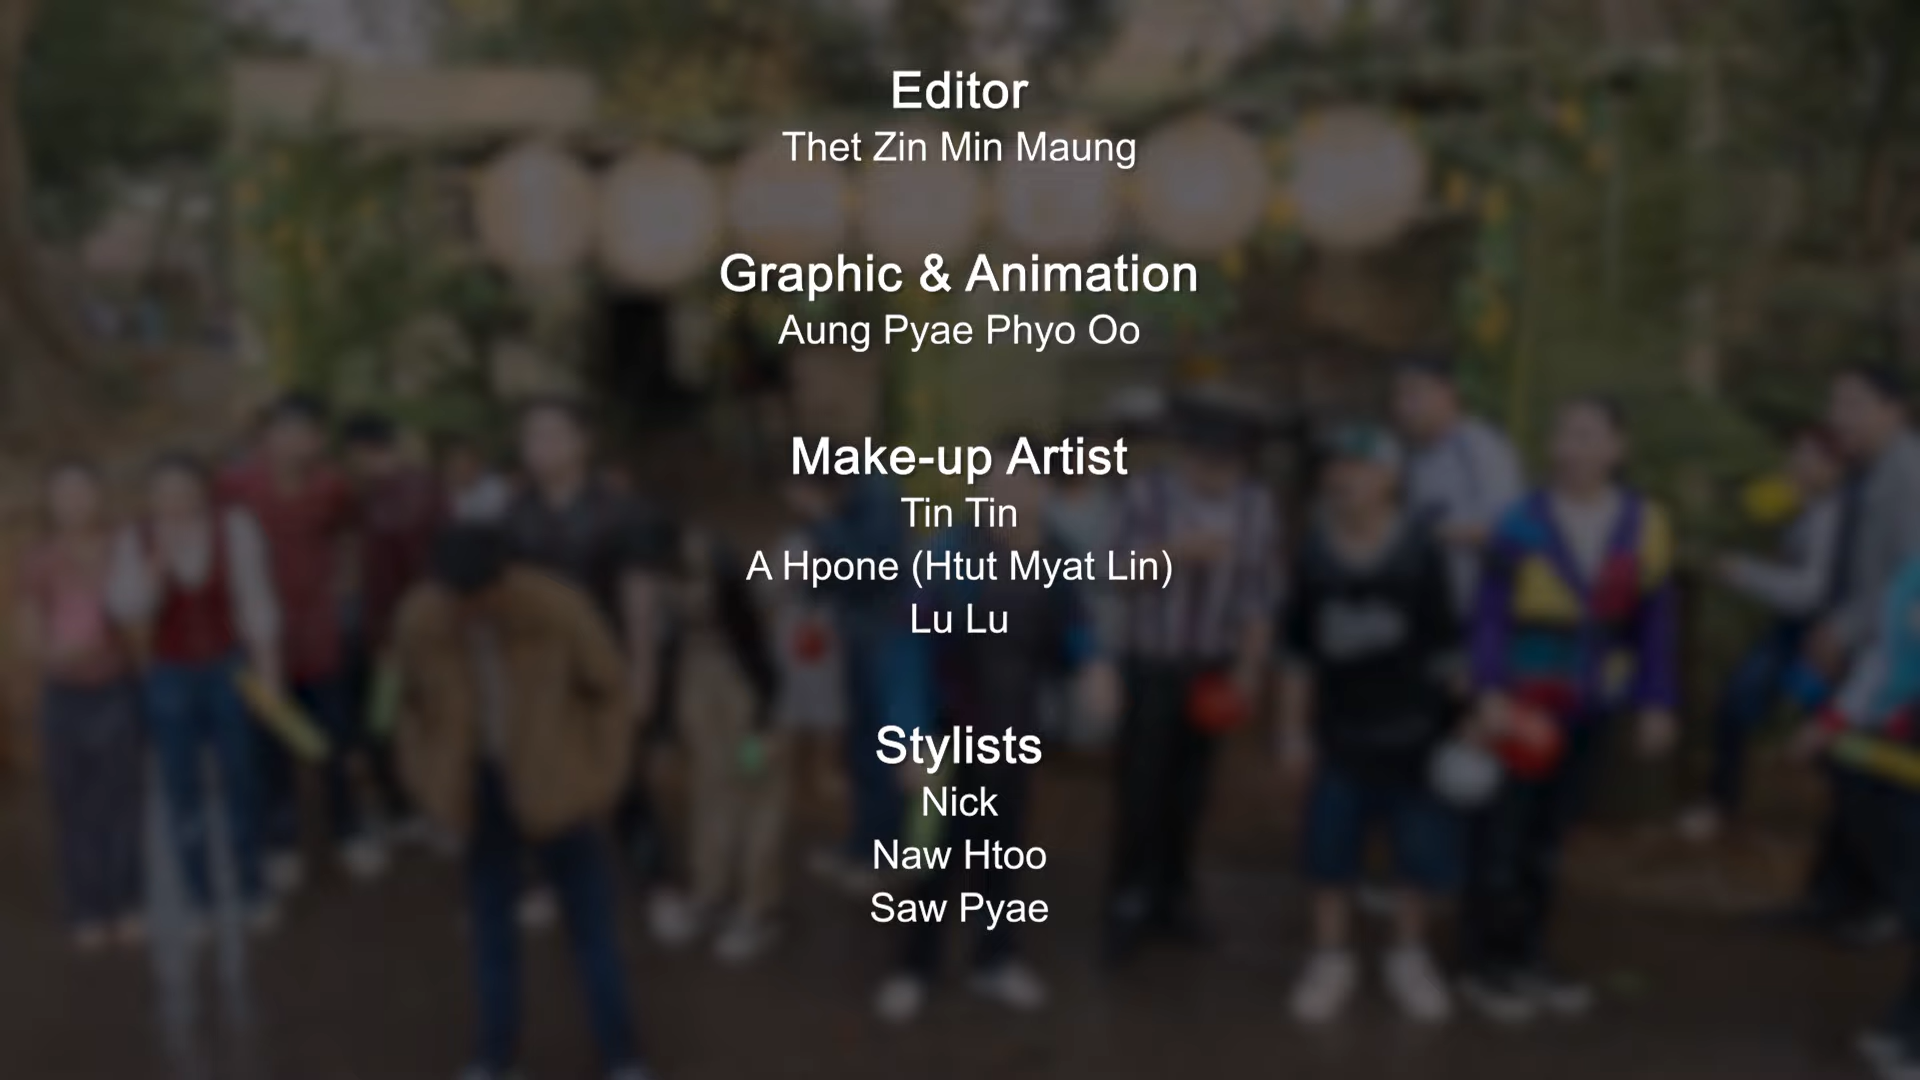 Editor
Thet Zin Min Maung
Graphic & Animation
Aung Pyae Phyo Oo
Make-up Artist
Tin Tin
A Hpone (Htut Myat Lin)
Lu Lu
Stylists
Nick
Naw Htoo
Saw Pyae